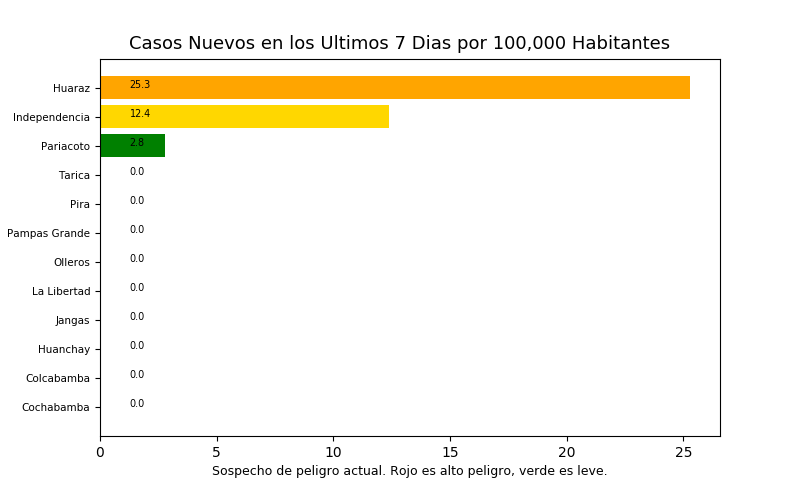 Casos Nuevos en los Ultimos 7 Dias por 100,000 Habitantes
Huaraz 25.3
Independencia 12.4
Pariacoto 2.8
Tarica 0.0
Pira 0.0
Pampas Grande 0.0
Olleros 0.0
La Libertad 0.0
Jangas 0.0
Huanchay 0.0
Colcabamba 0.0
Cochabamba 0.0
0 5 10 15 20 25
Sospecho de peligro actual. Rojo es alto peligro, verde es leve.